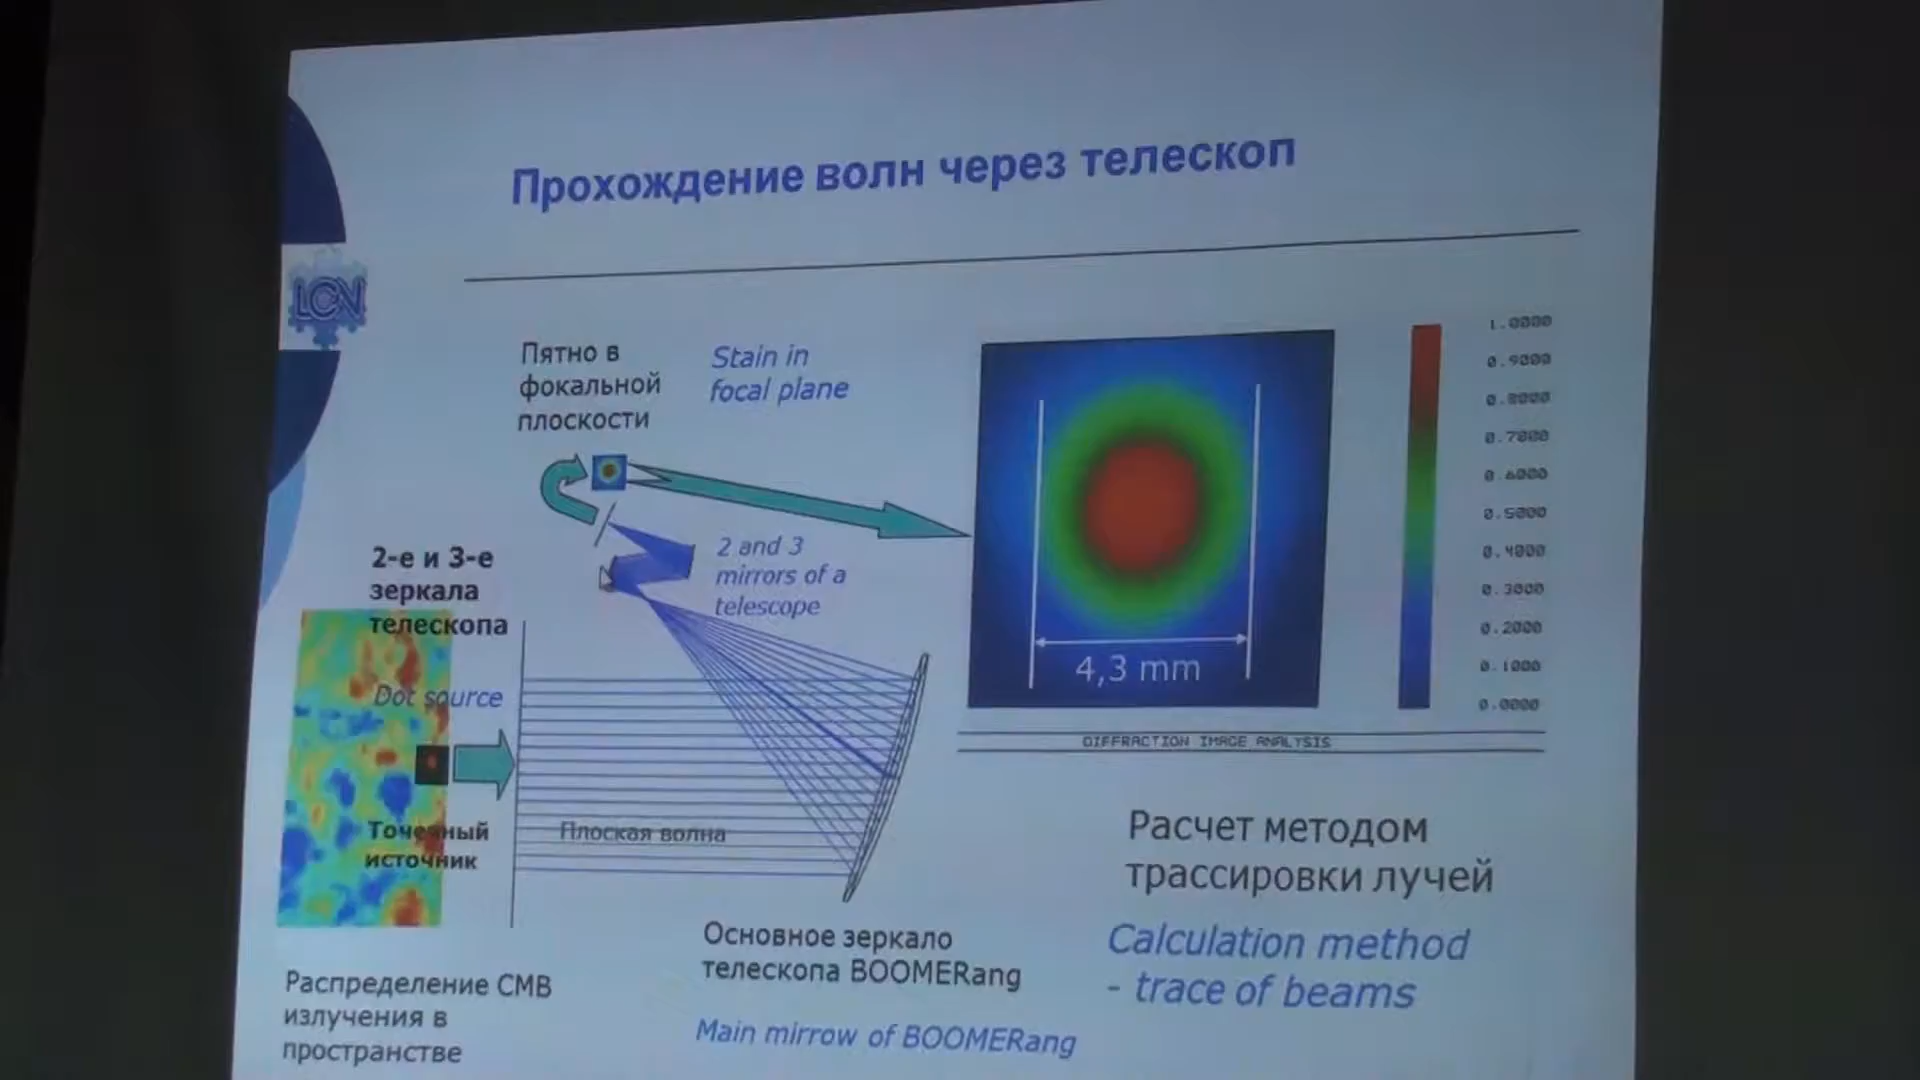 Прохождение волн через телескоп
LCN
Пятно в
фокальной
плоскости
Stain in
focal plane
2-е и 3-е
зеркала
телескопа
2 and 3
mirrors of a
telescope
Dot source
Точечный
источник
Плоская волна
4,3 mm
1.0000
0.9000
0.8000
0.7000
0.6000
0.5000
0.4000
0.3000
0.2000
0.1000
0.0000
DIFFRACTION IMAGE ANALYSIS
Расчет методом
трассировки лучей
Calculation method
- trace of beams
Основное зеркало
телескопа BOOMERang
Main mirrow of BOOMERang
Распределение СМВ
излучения в
пространстве